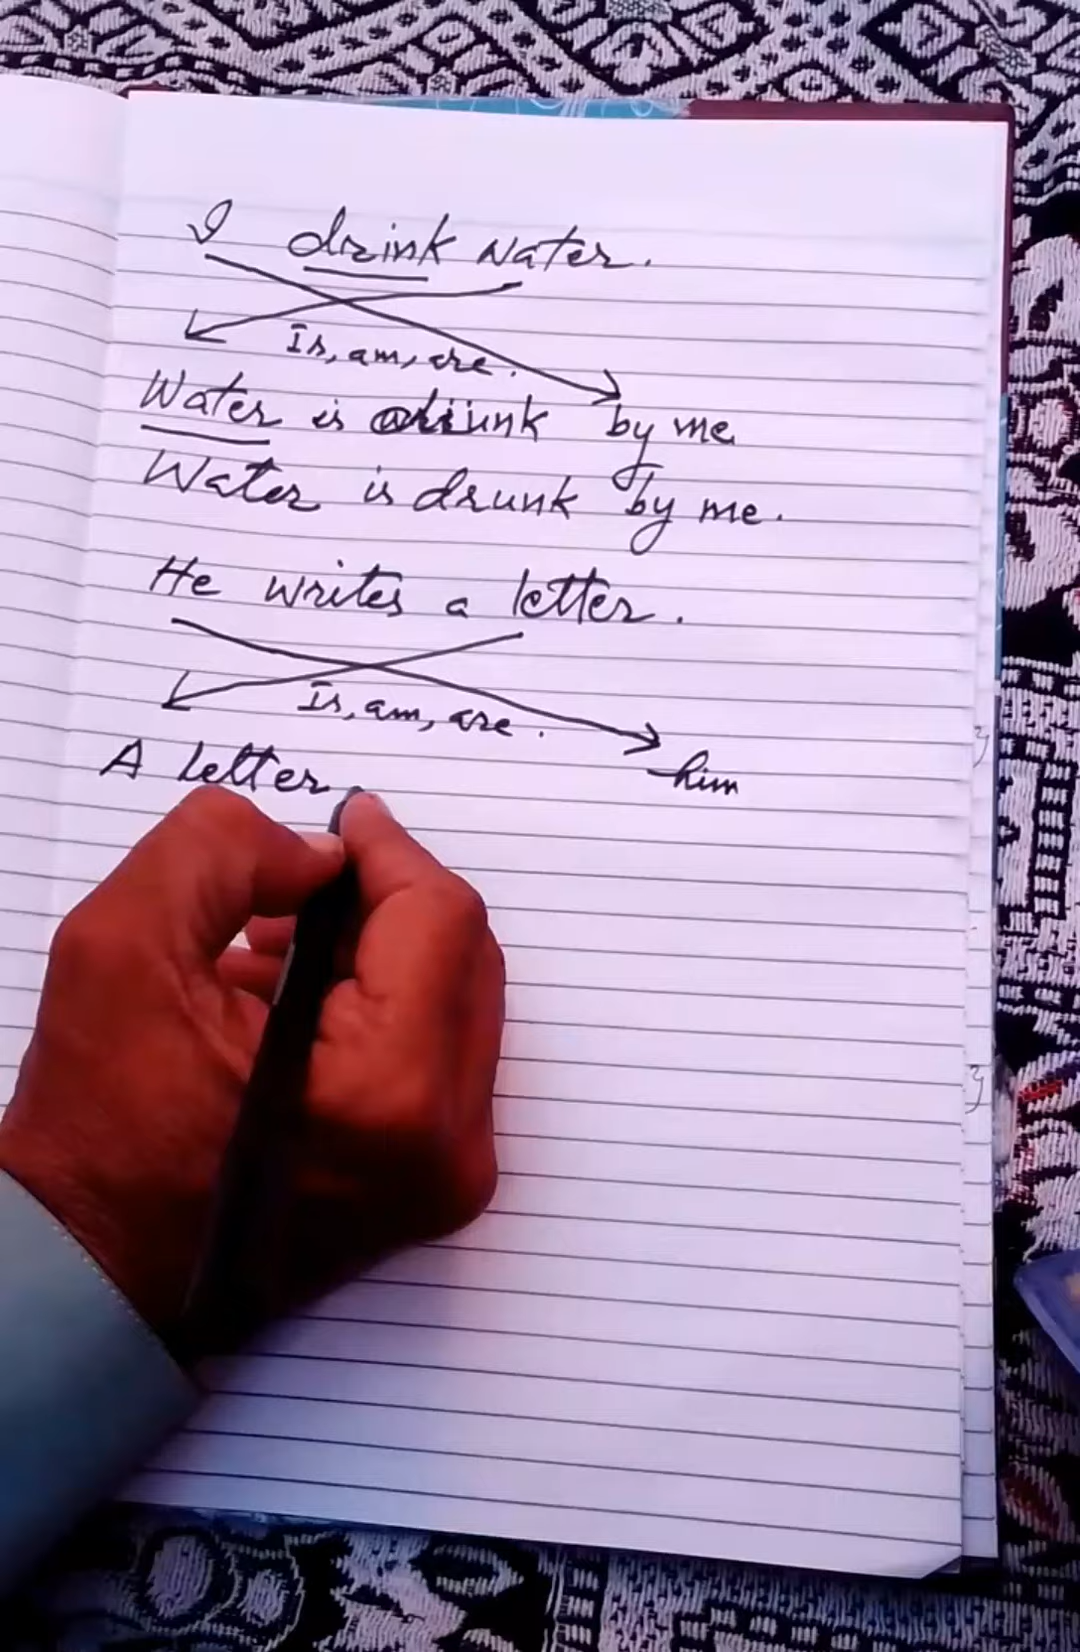 I drink water.
Is, am, are.
Water is drunk by me
Water is drunk by me.
He writes a letter.
Is, am, are.
him
A letter